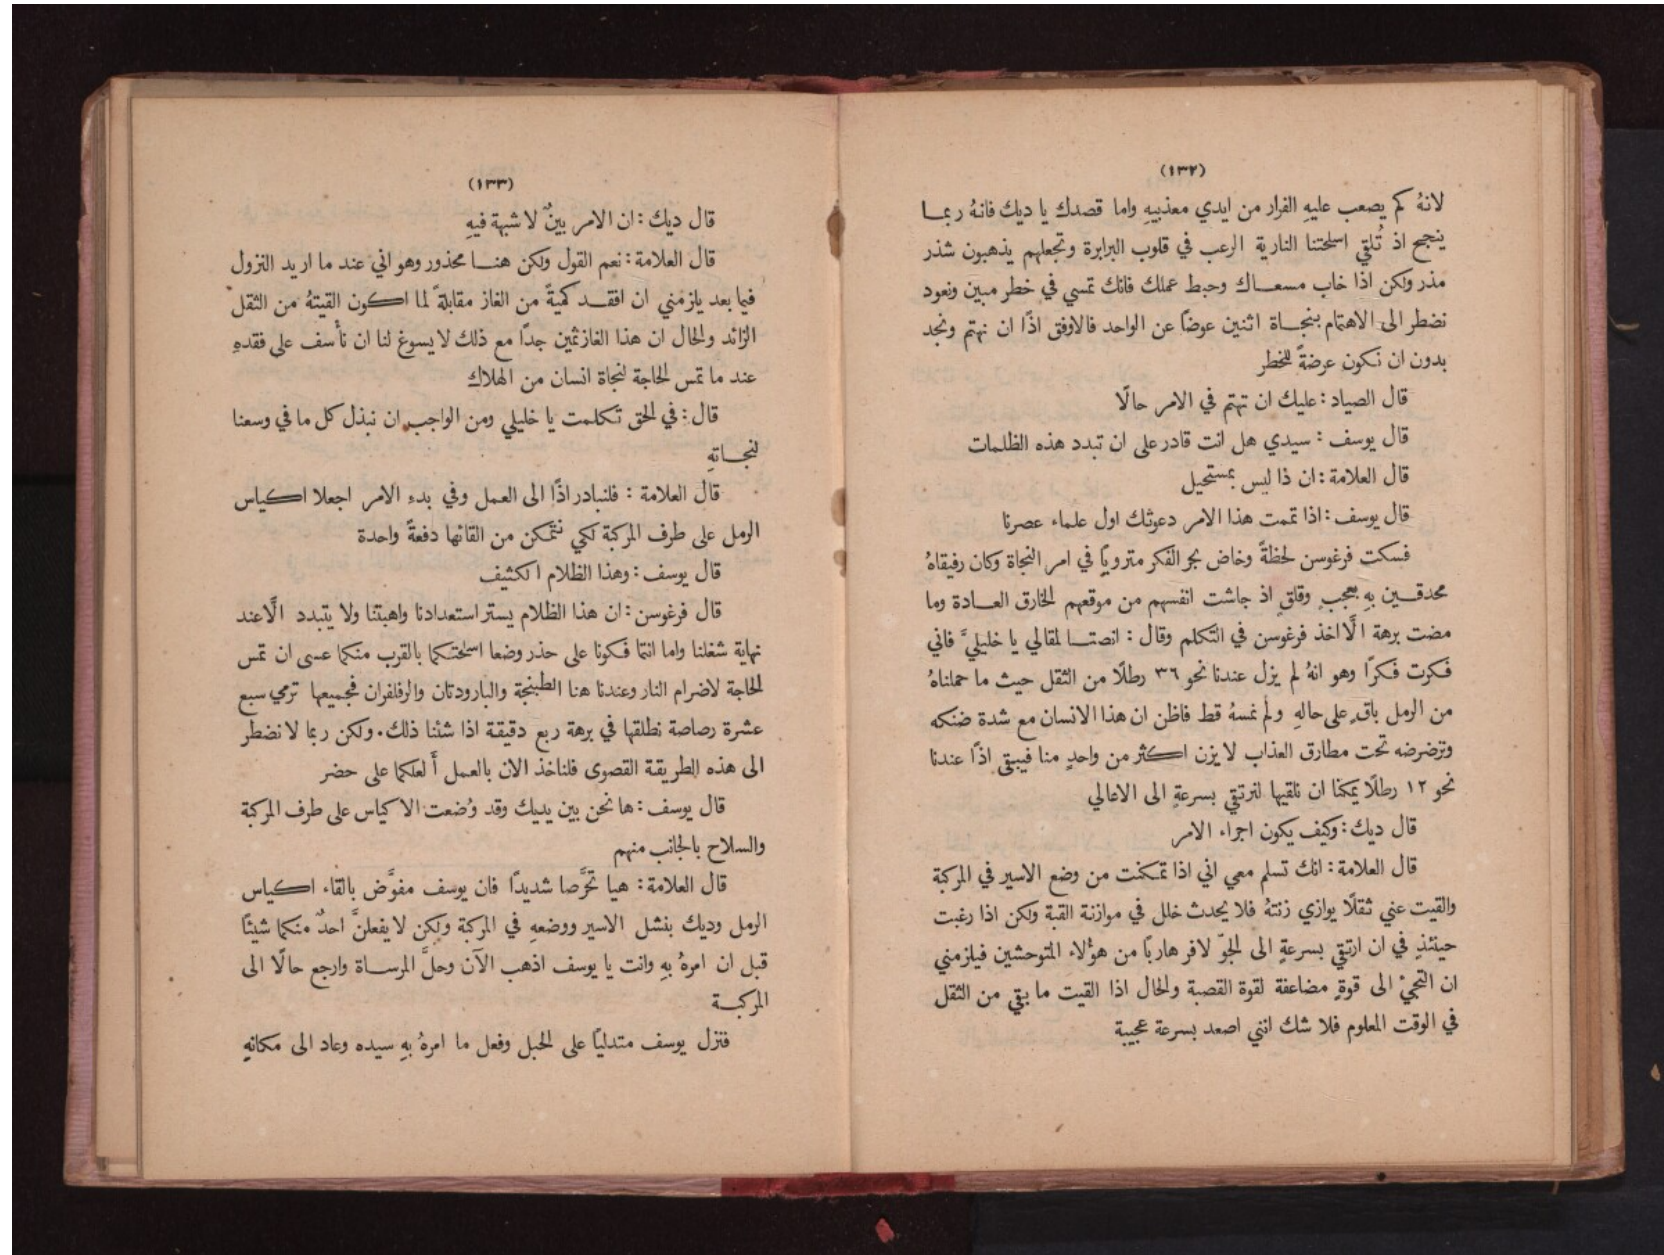 (١٣٢)
لانهُ كم يصعب عليهِ الفرار من ايدي معذبيهِ واما قصدك يا ديك فانهُ ربمـا
ينجح اذ تُلقي اسلحتنا النارية الرعب في قلوب البرابرة وتجعلهم يذهبون شذر
مذر ولكن اذا خاب مسعـاك وحبط عملك فانك تمسي في خطر مبين ونعود
نضطر الى الاهتمام بنجـاة اثنين عوضاً عن الواحد فالاوفق اذًا ان نهتم ونجد
بدون ان نكون عرضةً للخطر
قال الصياد : عليك ان تهتم في الامر حالًا
قال يوسف : سيدي هل انت قادر على ان تبدد هذه الظلمات
قال العلامة : ان ذا ليس بمستحيل
قال يوسف : اذا تممت هذا الامر دعوتك اول علماء عصرنا
فسكت فرغوسن لحظةً وخاض بحر الفكر مترويًا في امر النجاة وكان رفيقاهُ
محدقـين بهِ بعجبٍ وقلقٍ اذ جاشت انفسهم من موقعهم الخارق العـادة وما
مضت برهة الَّا اخذ فرغوسن في التكلم وقال : انصتـا لمقالي يا خليليَّ فاني
فكرت فكرًا وهو انهُ لم يزل عندنا نحو ٣٦ رطلًا من الثقل حيث ما حملناهُ
من الرمل باقٍ على حالهِ ولم نمسهُ قط فاظن ان هذا الانسان مع شدة ضنكه
وترضرضه تحت مطارق العذاب لا يزن اكثر من واحدٍ منا فيبقى اذًا عندنا
نحو ١٢ رطلًا يمكنا ان نلقيها لنرتقي بسرعةٍ الى الاعالي
قال ديك : وكيف يكون اجراء الامر
قال العلامة : انك تسلم معي اني اذا تمكنت من وضع الاسير في المركبة
والقيت عني ثقلًا يوازي زنتهُ فلا يحدث خلل في موازنة القبة ولكن اذا رغبت
حينئذٍ في ان ارتقي بسرعةٍ الى الجوّ لافر هاربًا من هؤلاء المتوحشين فيلزمني
ان التجئ الى قوةٍ مضاعفة لقوة القصبة والحال اذا القيت ما بقي من الثقل
في الوقت المعلوم فلا شك انني اصعد بسرعة عجيبة
(١٣٣)
قال ديك : ان الامر بينٌ لا شبهة فيهِ
قال العلامة : نعم القول ولكن هنـا محذور وهو اني عند ما اريد النزول
فيما بعد يلزمني ان افقـد كميةً من الغاز مقابلةً لما اكون القيتهُ من الثقل
الزائد والحال ان هذا الغاز ثمين جدًا مع ذلك لا يسوغ لنا ان نأسف على فقدهِ
عند ما تمس الحاجة لنجاة انسان من الهلاك
قال : في الحق تكلمت يا خليلي ومن الواجب ان نبذل كل ما في وسعنا
لنجـاتهِ
قال العلامة : فلنبادر اذًا الى العمل وفي بدء الامر اجعلا اكياس
الرمل على طرف المركبة لكي نتمكن من القائها دفعةً واحدة
قال يوسف : وهذا الظلام الكثيف
قال فرغوسن : ان هذا الظلام يستر استعدادنا واهبتنا ولا يتبدد الَّا عند
نهاية شغلنا واما انتما فكونا على حذر وضعا اسلحتكما بالقرب منكما عسى ان تمس
الحاجة لاضرام النار وعندنا هنا الطبنجة والبارودتان والرفلفران فجميعها ترمي سبع
عشرة رصاصة نطلقها في برهة ربع دقيقة اذا شئنا ذلك . ولكن ربما لا نضطر
الى هذه الطريقة القصوى فلناخذ الان بالعمل أَلعلكما على حضر
قال يوسف : ها نحن بين يديك وقد وُضعت الاكياس على طرف المركبة
والسلاح بالجانب منهم
قال العلامة : هيا تحرَّصا شديدًا فان يوسف مفوَّض بالقاء اكياس
الرمل وديك بنشل الاسير ووضعهِ في المركبة ولكن لا يفعلنَّ احدٌ منكما شيئًا
قبل ان امرهُ بهِ وانت يا يوسف اذهب الآن وحلَّ المرساة وارجع حالًا الى
المركبـة
فنزل يوسف متدليًا على الحبل وفعل ما امرهُ بهِ سيده وعاد الى مكانهِ